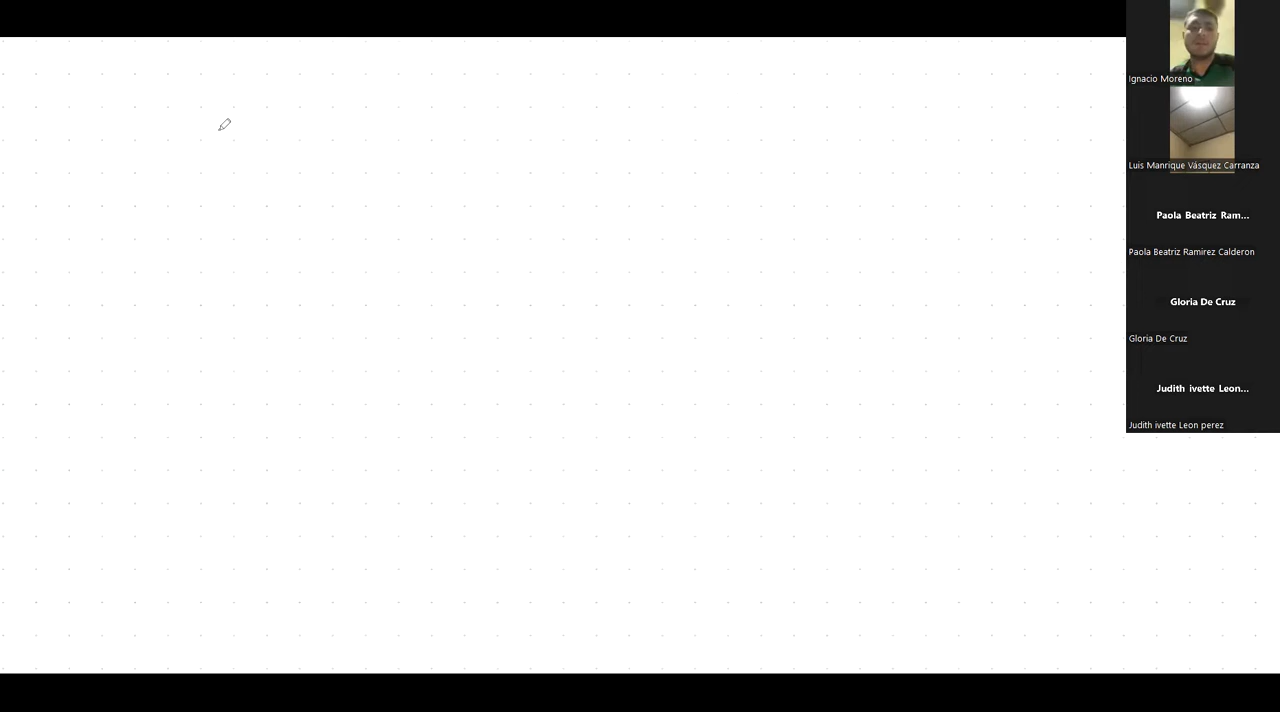 Ignacio Moreno
Luis Manrique Vásquez Carranza
Paola Beatriz Ram...
Paola Beatriz Ramirez Calderon
Gloria De Cruz
Gloria De Cruz
Judith ivette Leon...
Judith ivette Leon perez